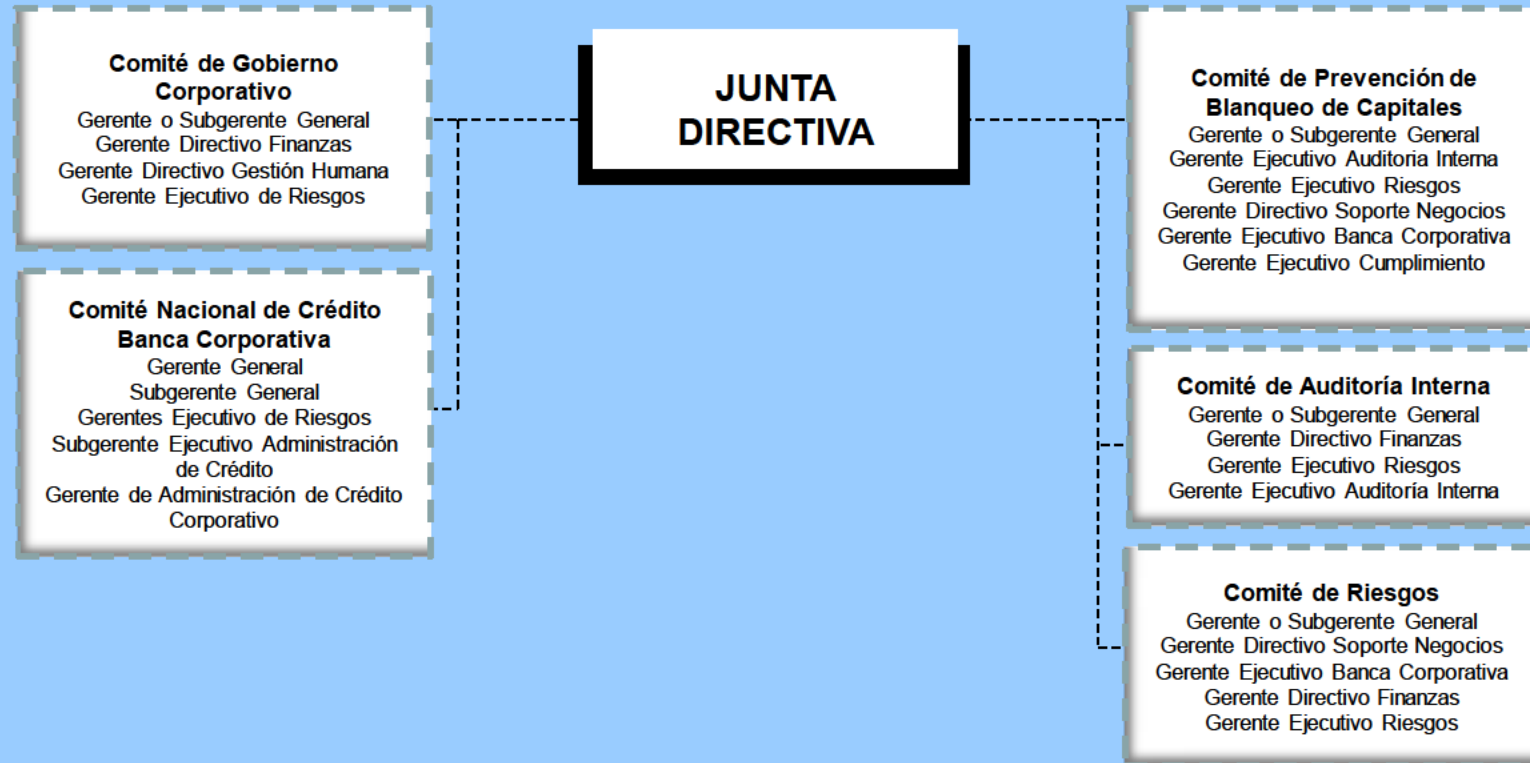 Comité de Gobierno
Corporativo
Gerente o Subgerente General
Gerente Directivo Finanzas
Gerente Directivo Gestión Humana
Gerente Ejecutivo de Riesgos
Comité Nacional de Crédito
Banca Corporativa
Gerente General
Subgerente General
Gerentes Ejecutivo de Riesgos
Subgerente Ejecutivo Administración
de Crédito
Gerente de Administración de Crédito
Corporativo
JUNTA
DIRECTIVA
Comité de Prevención de
Blanqueo de Capitales
Gerente o Subgerente General
Gerente Ejecutivo Auditoria Interna
Gerente Ejecutivo Riesgos
Gerente Directivo Soporte Negocios
Gerente Ejecutivo Banca Corporativa
Gerente Ejecutivo Cumplimiento
Comité de Auditoría Interna
Gerente o Subgerente General
Gerente Directivo Finanzas
Gerente Ejecutivo Riesgos
Gerente Ejecutivo Auditoría Interna
Comité de Riesgos
Gerente o Subgerente General
Gerente Directivo Soporte Negocios
Gerente Ejecutivo Banca Corporativa
Gerente Directivo Finanzas
Gerente Ejecutivo Riesgos